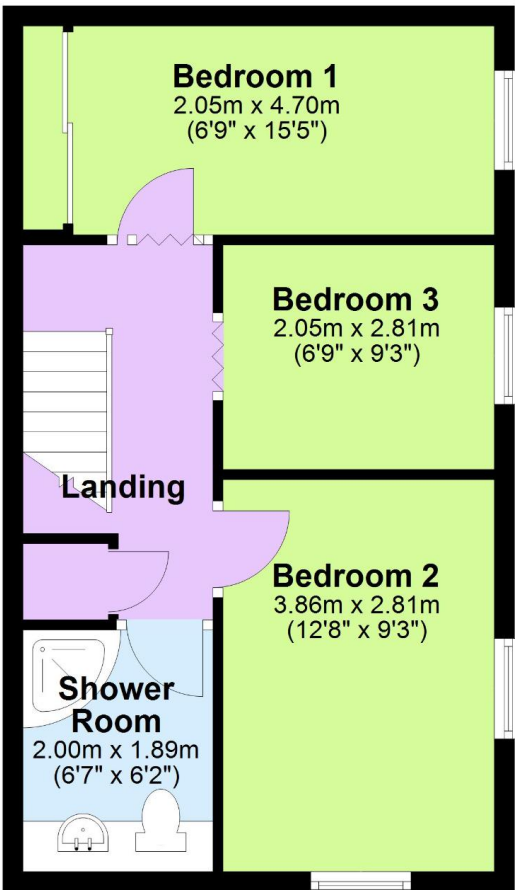 Bedroom 1
2.05m x 4.70m
(6'9" x 15'5")
Bedroom 3
2.05m x 2.81m
(6'9" x 9'3")
Landing
Bedroom 2
3.86m x 2.81m
(12'8" x 9'3")
Shower
Room
2.00m x 1.89m
(6'7" x 6'2")